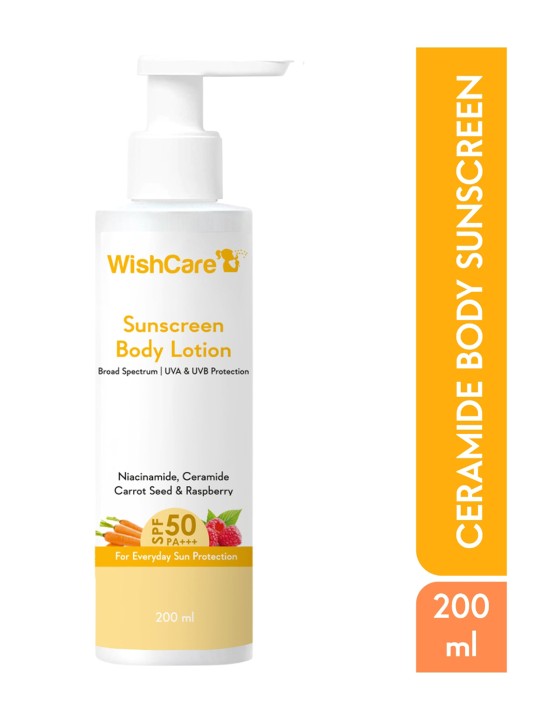 WishCare
Sunscreen
Body Lotion
Broad Spectrum | UVA & UVB Protection
Niacinamide, Ceramide
Carrot Seed & Raspberry
SPF 50
PA+++
For Everyday Sun Protection
200 ml
CERAMIDE BODY SUNSCREEN
200
ml